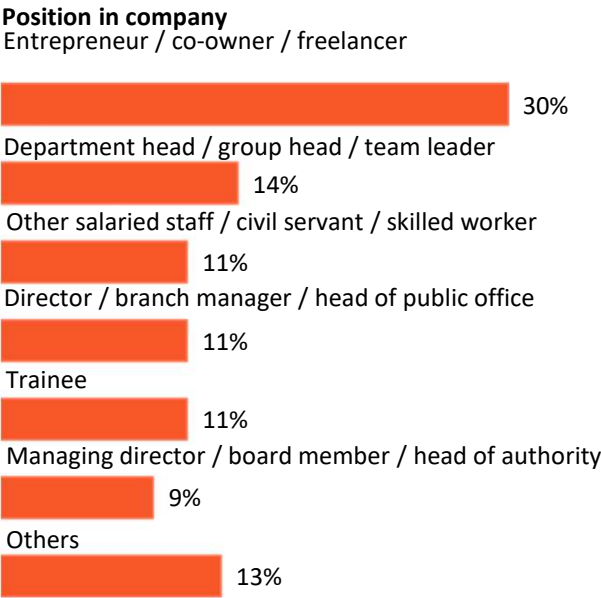 Position in company
Entrepreneur / co-owner / freelancer
30%
Department head / group head / team leader
14%
Other salaried staff / civil servant / skilled worker
11%
Director / branch manager / head of public office
11%
Trainee
11%
Managing director / board member / head of authority
9%
Others
13%